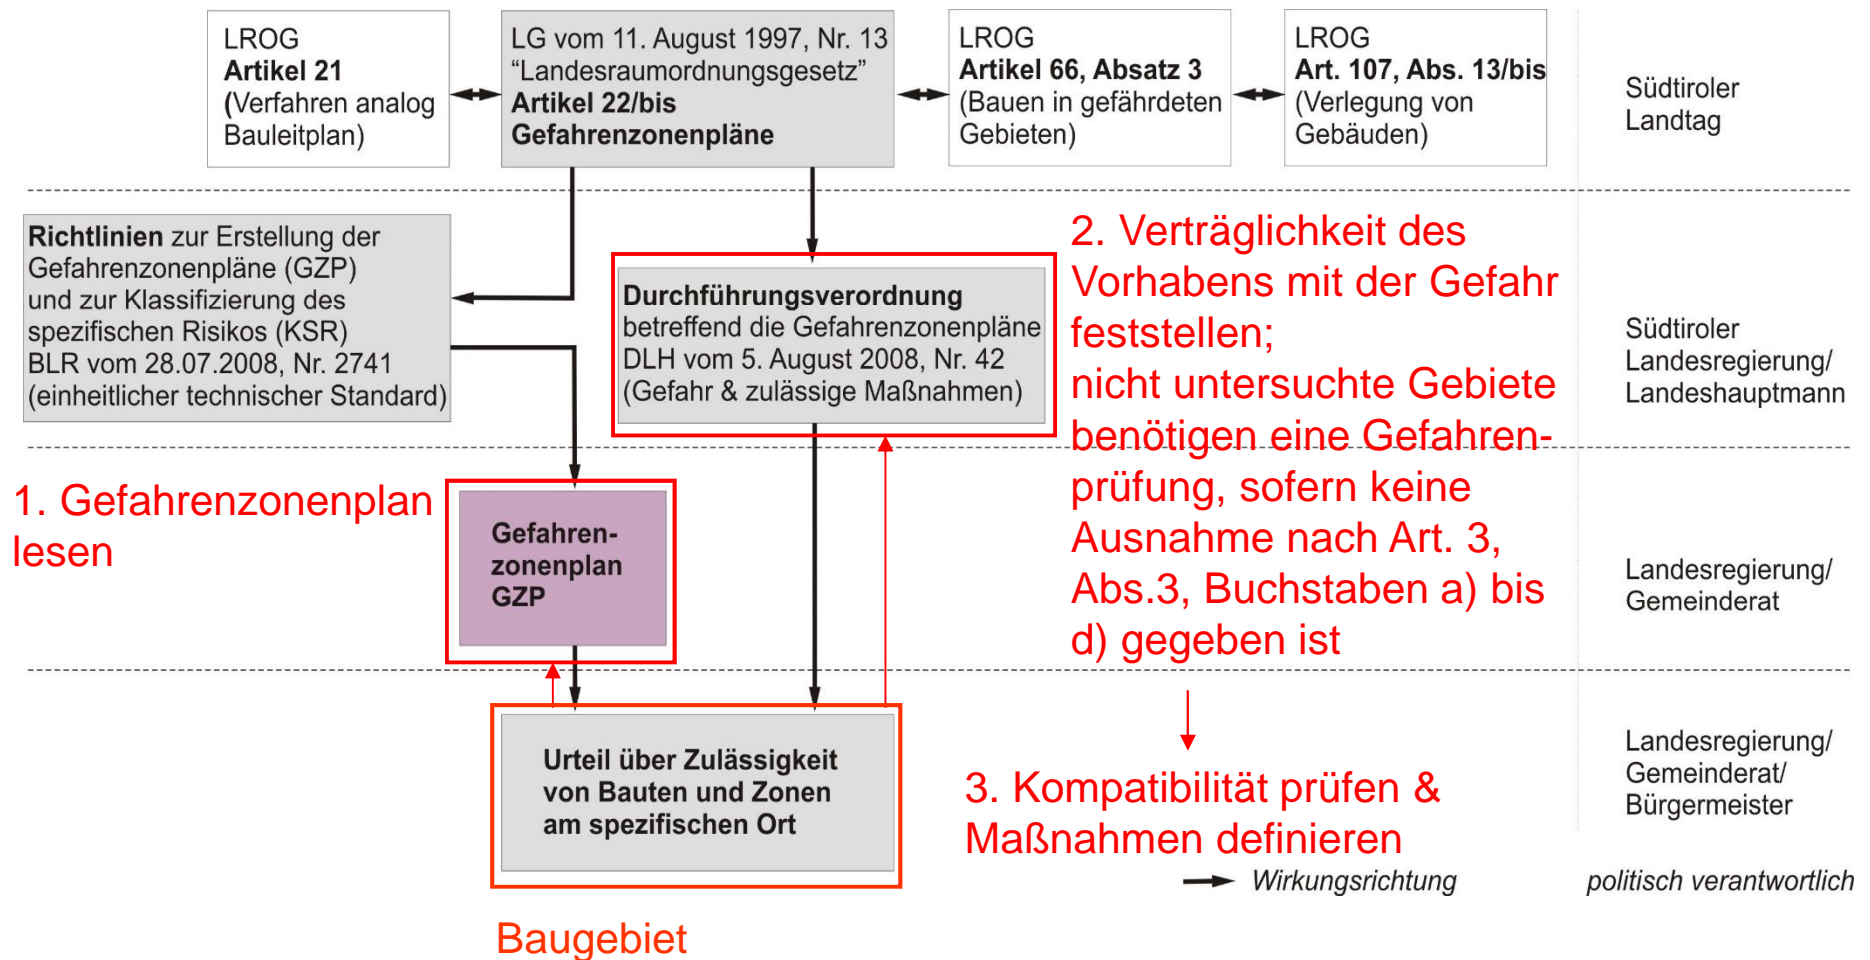 LROG
Artikel 21
(Verfahren analog
Bauleitplan)
LG vom 11. August 1997, Nr. 13
“Landesraumordnungsgesetz”
Artikel 22/bis
Gefahrenzonenpläne
LROG
Artikel 66, Absatz 3
(Bauen in gefährdeten
Gebieten)
LROG
Art. 107, Abs. 13/bis
(Verlegung von
Gebäuden)
Südtiroler
Landtag
Richtlinien zur Erstellung der
Gefahrenzonenpläne (GZP)
und zur Klassifizierung des
spezifischen Risikos (KSR)
BLR vom 28.07.2008, Nr. 2741
(einheitlicher technischer Standard)
Durchführungsverordnung
betreffend die Gefahrenzonenpläne
DLH vom 5. August 2008, Nr. 42
(Gefahr & zulässige Maßnahmen)
2. Verträglichkeit des
Vorhabens mit der Gefahr
feststellen;
nicht untersuchte Gebiete
benötigen eine Gefahren-
prüfung, sofern keine
Ausnahme nach Art. 3,
Abs.3, Buchstaben a) bis
d) gegeben ist
Südtiroler
Landesregierung/
Landeshauptmann
1. Gefahrenzonenplan
lesen
Gefahren-
zonenplan
GZP
Landesregierung/
Gemeinderat
Urteil über Zulässigkeit
von Bauten und Zonen
am spezifischen Ort
3. Kompatibilität prüfen &
Maßnahmen definieren
Landesregierung/
Gemeinderat/
Bürgermeister
Wirkungsrichtung
politisch verantwortlich
Baugebiet